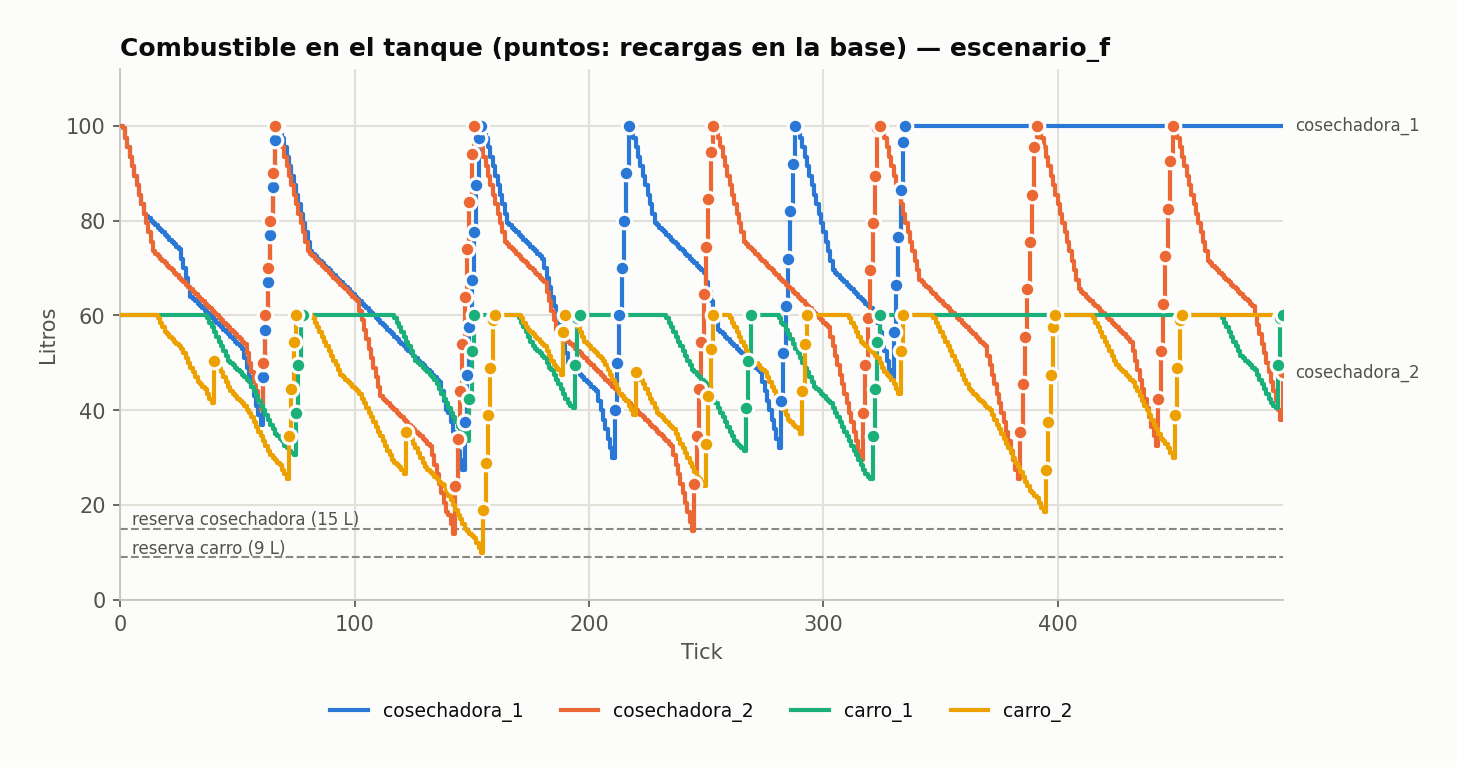 Combustible en el tanque (puntos: recargas en la base) — escenario_f
Litros
100
80
60
40
20
0
cosechadora_1
cosechadora_2
reserva cosechadora (15 L)
reserva carro (9 L)
0
100
200
300
400
Tick
cosechadora_1
cosechadora_2
carro_1
carro_2